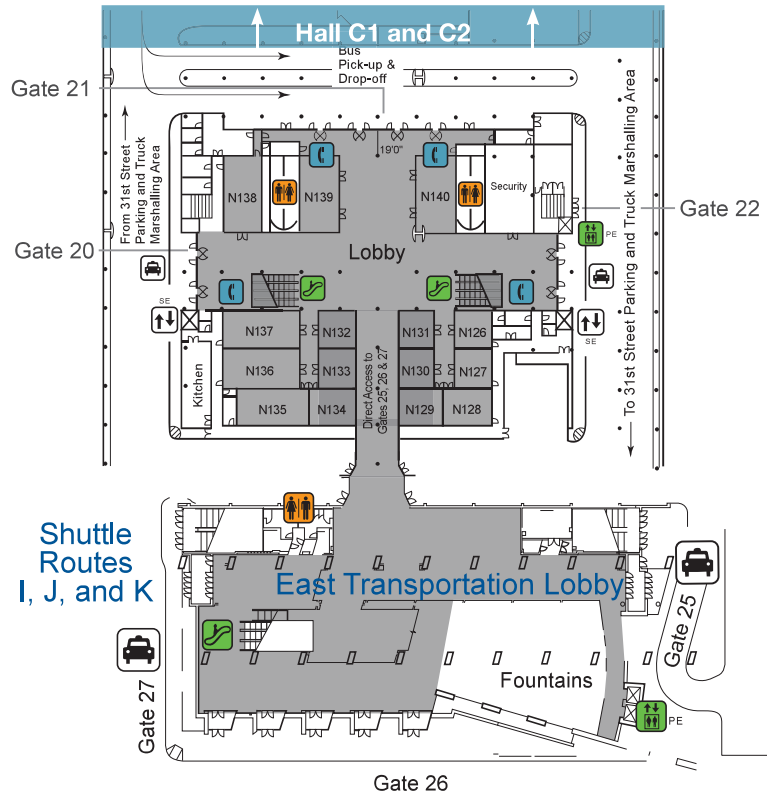 Hall C1 and C2
Bus
Pick-up &
Drop-off
Gate 21
From 31st Street
Parking and Truck
Marshalling Area
19'0"
N138
N139
N140
Security
Gate 22
To 31st Street Parking and Truck Marshalling Area
PE
Gate 20
Lobby
SE
SE
N137
N132
N131
N126
N136
N133
N130
N127
N135
N134
N129
N128
Kitchen
Direct Access to
Gates 25, 26 & 27
Shuttle
Routes
I, J, and K
East Transportation Lobby
Gate 25
Fountains
Gate 27
PE
Gate 26